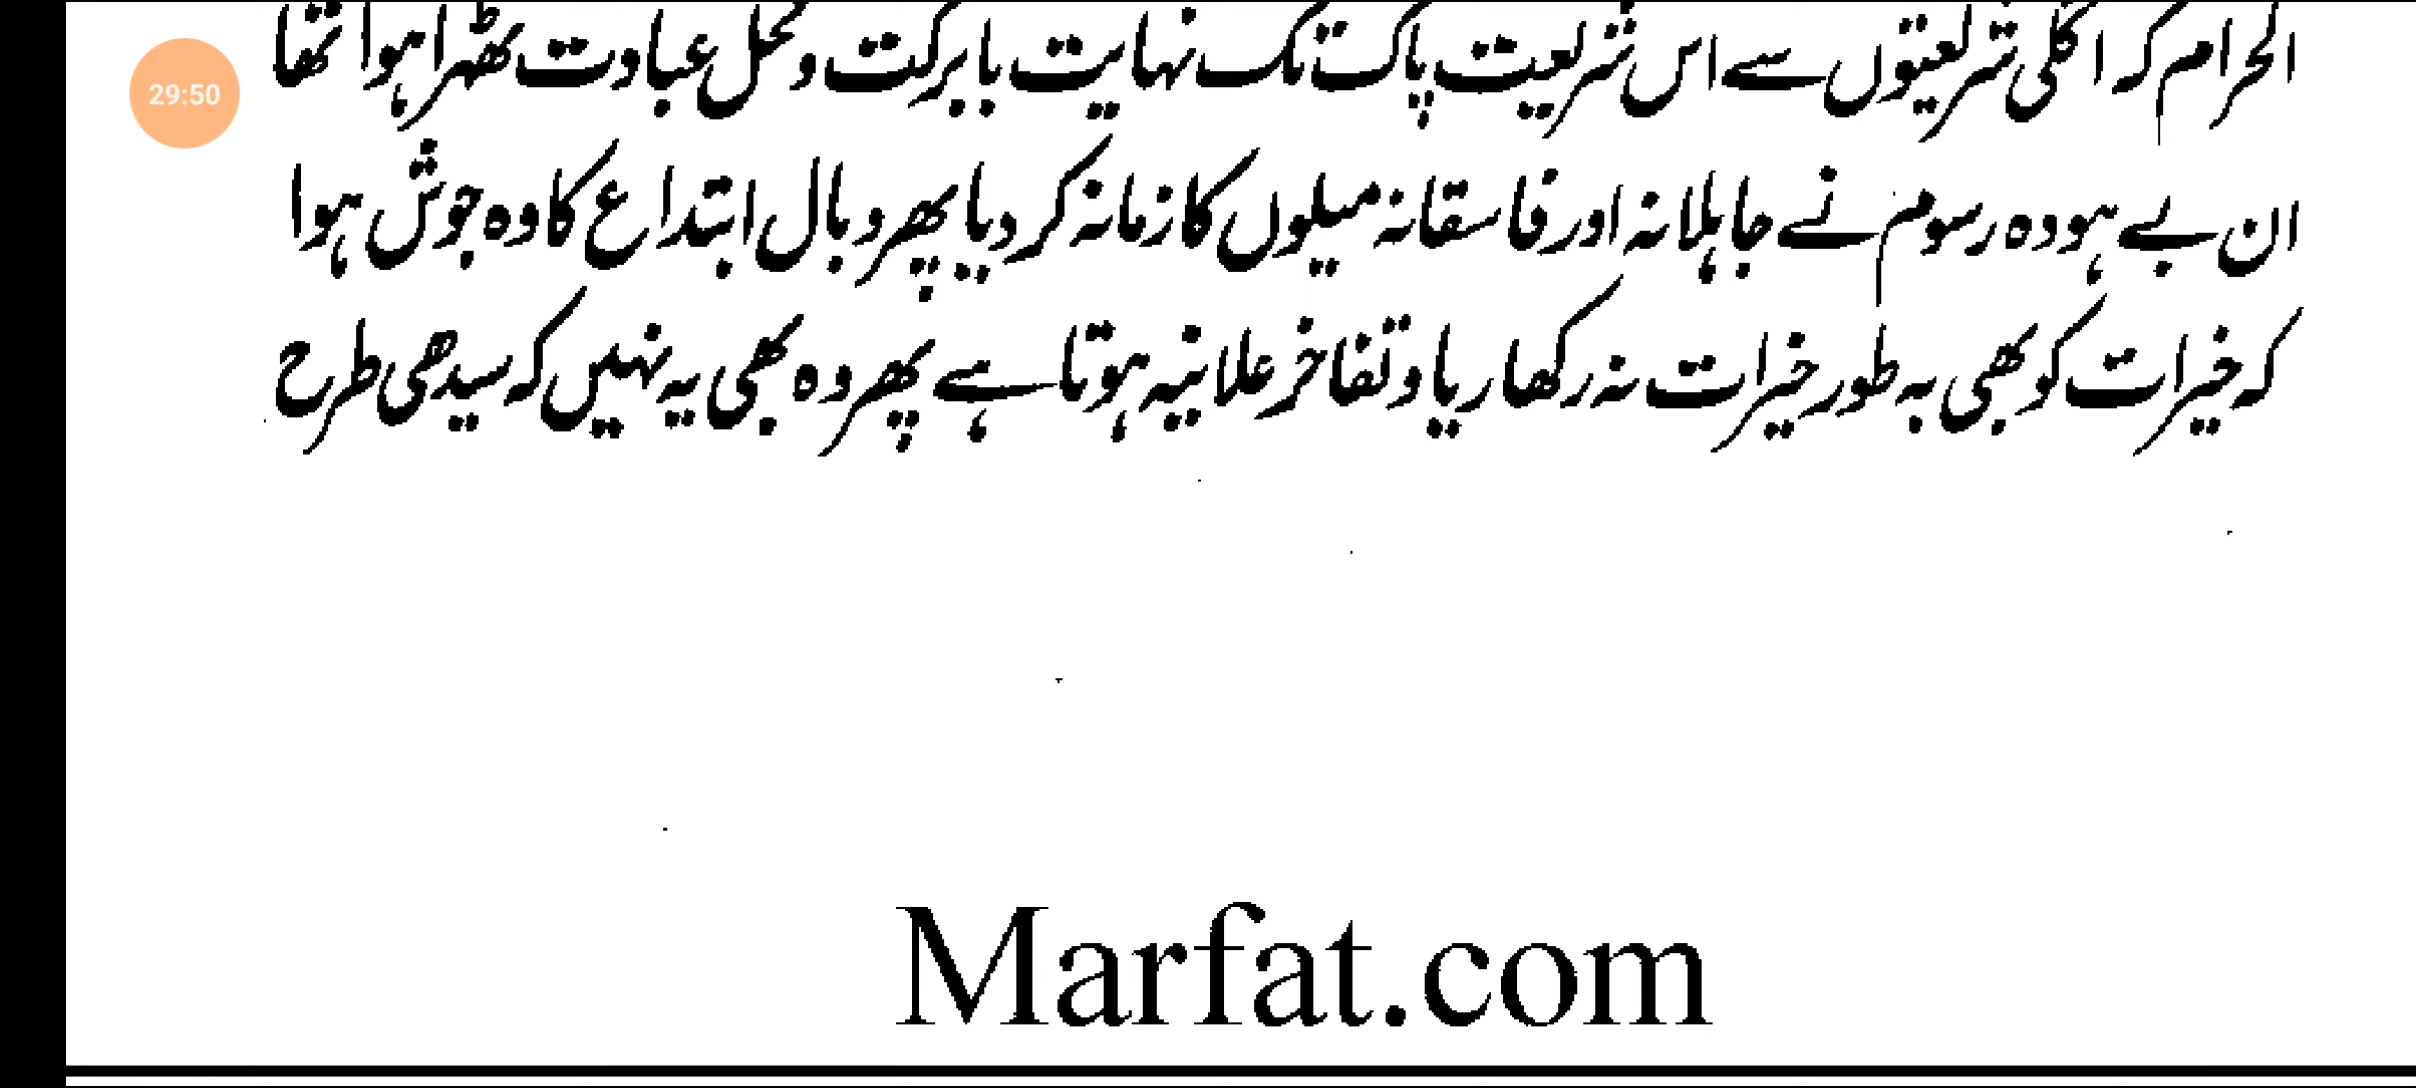 29:50
الحرام کہ اگلی شریعتوں سے اس شریعت پاک تک نہایت بابرکت و محل عبادت ٹھہرا ہوا تھا
ان بے ہودہ رسوم نے جاہلانہ اور فاسقانہ میلوں کا زمانہ کر دیا پھر وبال ابتداع کا وہ جوش ہوا
کہ خیرات کو بھی بہ طور خیرات نہ رکھا ریا و تفاخر علانیہ ہوتا ہے پھر وہ بھی یہ نہیں کہ سیدھی طرح
Marfat.com